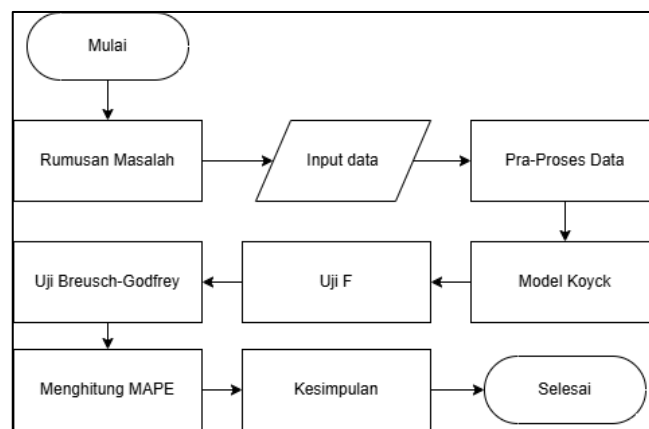 Mulai
Rumusan Masalah
Input data
Pra-Proses Data
Model Koyck
Uji F
Uji Breusch-Godfrey
Menghitung MAPE
Kesimpulan
Selesai